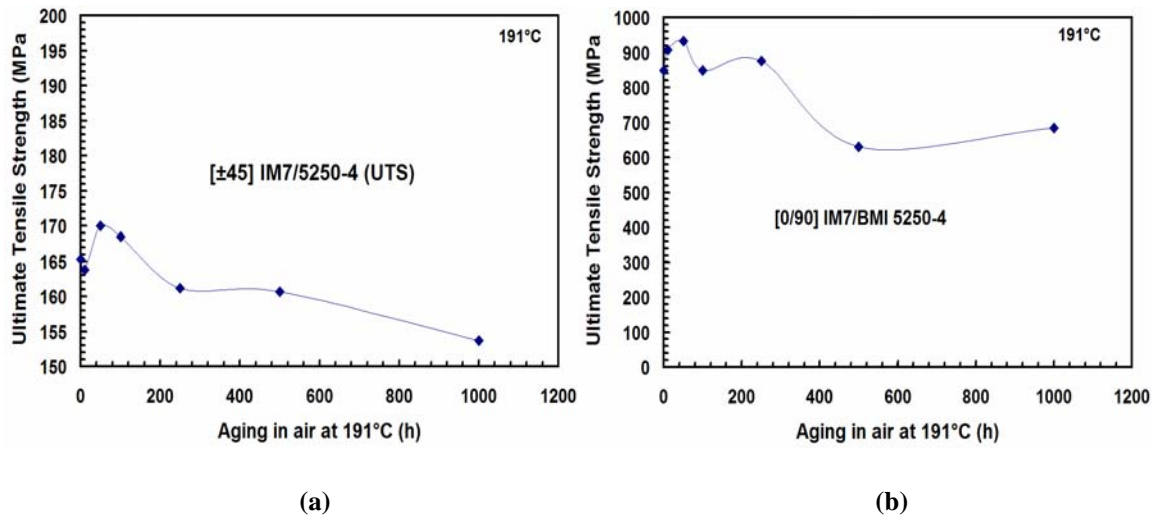 200
195
190
185
180
175
170
165
160
155
150
0 200 400 600 800 1000 1200
Ultimate Tensile Strength (MPa
191°C
[±45] IM7/5250-4 (UTS)
Aging in air at 191°C (h)
(a)
1000
900
800
700
600
500
400
300
200
100
0
0 200 400 600 800 1000 1200
Ultimate Tensile Strength (MPa
191°C
[0/90] IM7/BMI 5250-4
Aging in air at 191°C (h)
(b)